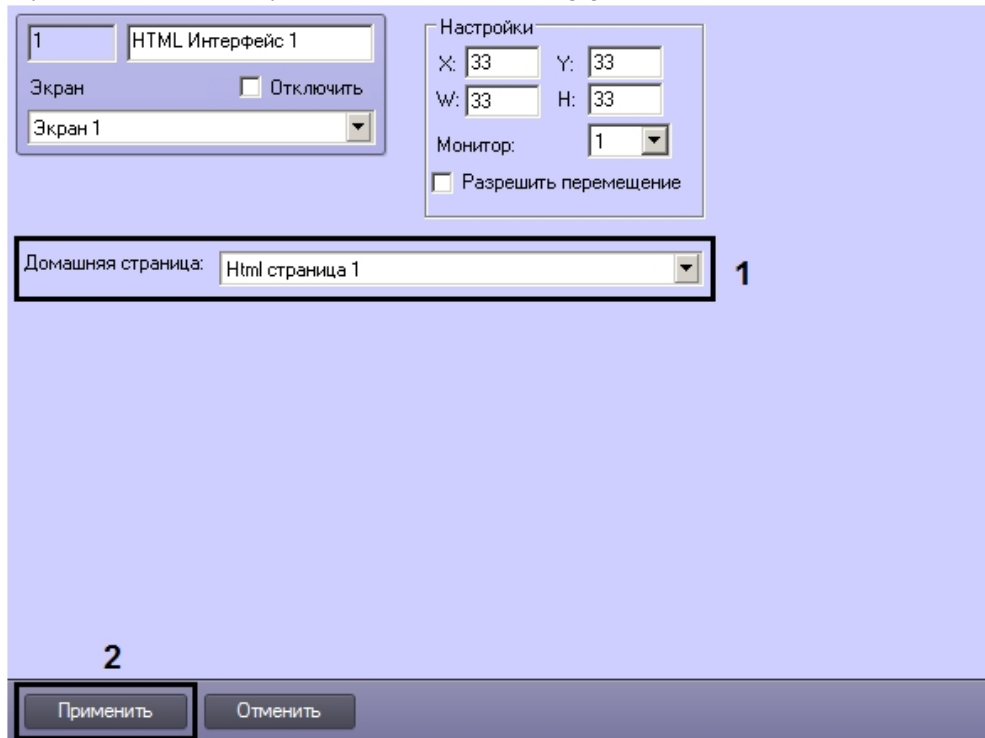 1 HTML Интерфейс 1
Экран Отключить
Экран 1
Настройки
X: 33 Y: 33
W: 33 H: 33
Монитор: 1
Разрешить перемещение
Домашняя страница: Html страница 1 1
2
Применить Отменить